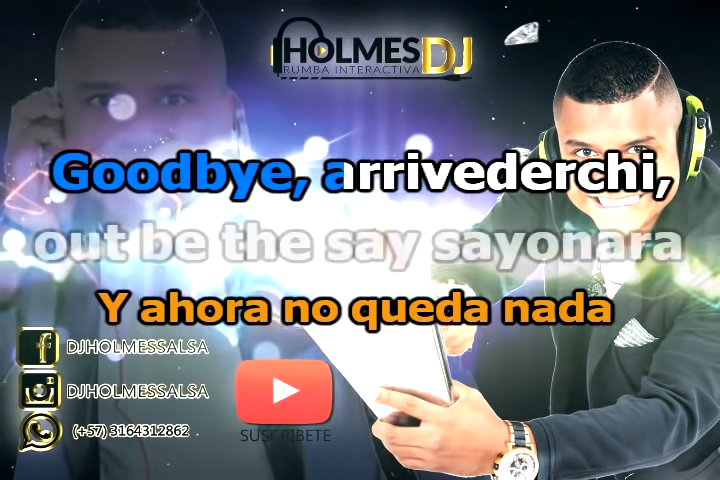 HOLMES DJ
RUMBA INTERACTIVA
Goodbye, arrivederchi,
out be the say sayonara
Y ahora no queda nada
DJHOLMESSALSA
DJHOLMESSALSA
(+57) 3164312862
SUSCRIBETE